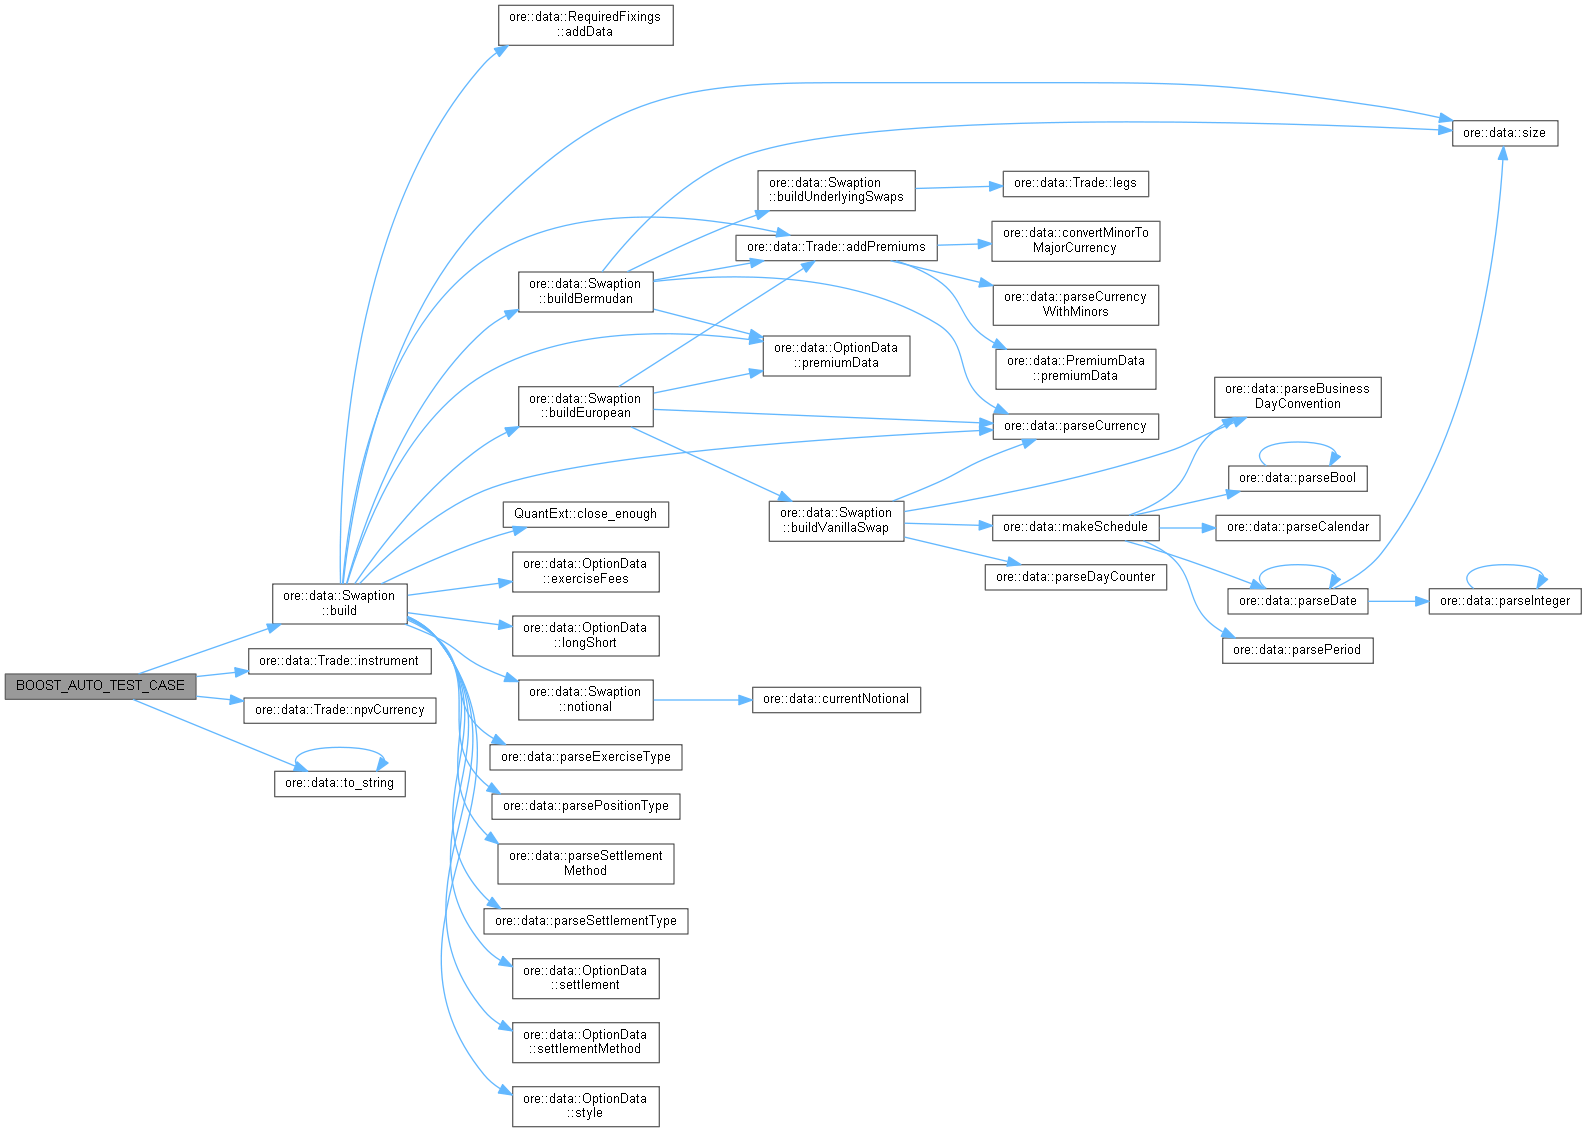 ore::data::RequiredFixings
::addData
ore::data::size
ore::data::Swaption
::buildUnderlyingSwaps
ore::data::Trade::legs
ore::data::Trade::addPremiums
ore::data::convertMinorTo
MajorCurrency
ore::data::Swaption
::buildBermudan
ore::data::parseCurrency
WithMinors
ore::data::OptionData
::premiumData
ore::data::PremiumData
::premiumData
ore::data::Swaption
::buildEuropean
ore::data::parseBusiness
DayConvention
ore::data::parseCurrency
ore::data::parseBool
QuantExt::close_enough
ore::data::Swaption
::buildVanillaSwap
ore::data::makeSchedule
ore::data::parseCalendar
ore::data::OptionData
::exerciseFees
ore::data::parseDayCounter
ore::data::Swaption
::build
ore::data::parseDate
ore::data::parseInteger
ore::data::OptionData
::longShort
ore::data::parsePeriod
ore::data::Trade::instrument
BOOST_AUTO_TEST_CASE
ore::data::Swaption
::notional
ore::data::currentNotional
ore::data::Trade::npvCurrency
ore::data::parseExerciseType
ore::data::to_string
ore::data::parsePositionType
ore::data::parseSettlement
Method
ore::data::parseSettlementType
ore::data::OptionData
::settlement
ore::data::OptionData
::settlementMethod
ore::data::OptionData
::style